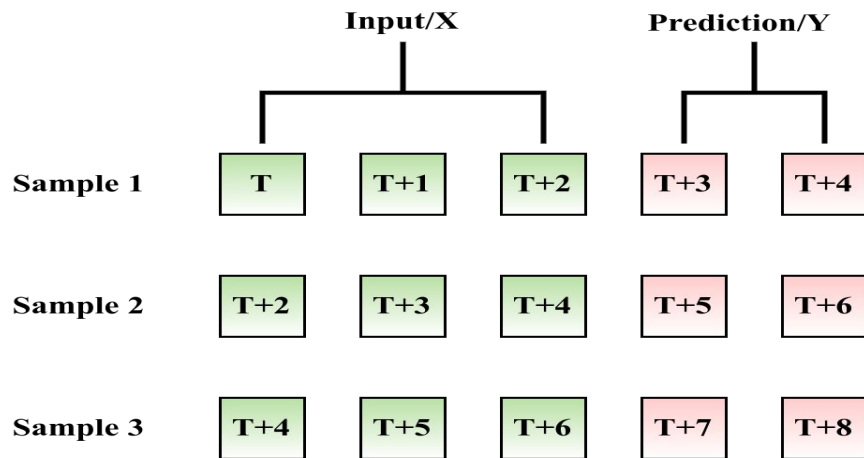 Input/X Prediction/Y
Sample 1 T T+1 T+2 T+3 T+4
Sample 2 T+2 T+3 T+4 T+5 T+6
Sample 3 T+4 T+5 T+6 T+7 T+8